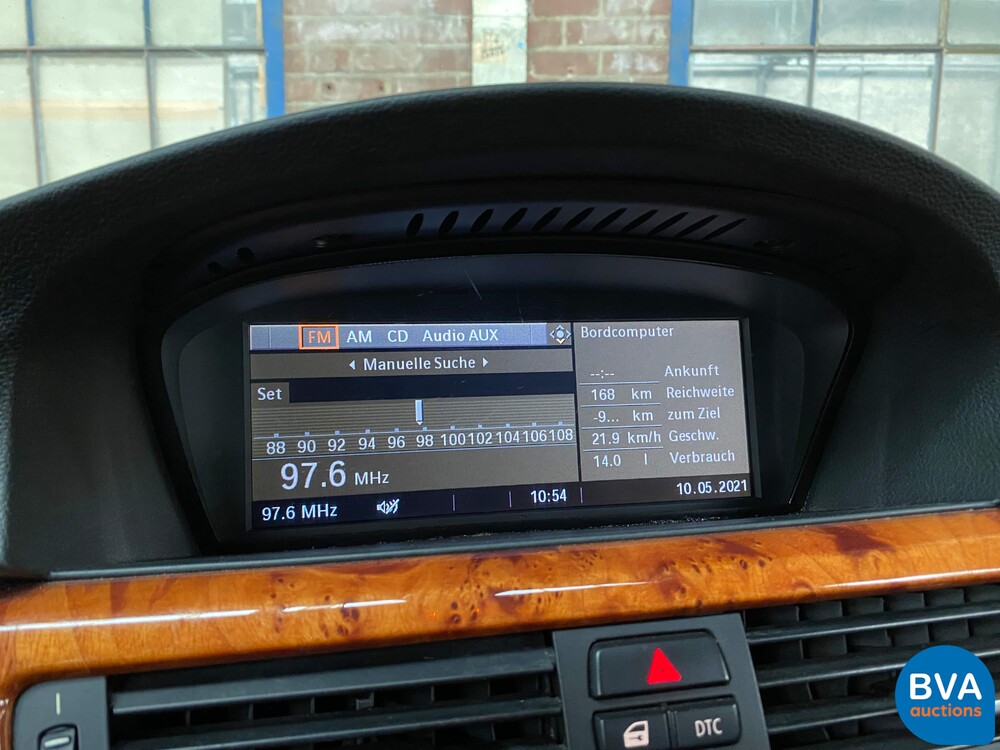 FM AM CD Audio AUX
Manuelle Suche
Set
88 90 92 94 96 98 100 102 104 106 108
97.6 MHz
97.6 MHz
10:54
Bordcomputer
--:-- Ankunft
168 km Reichweite
-9... km zum Ziel
21.9 km/h Geschw.
14.0 l Verbrauch
10.05.2021
DTC
BVA
auctions